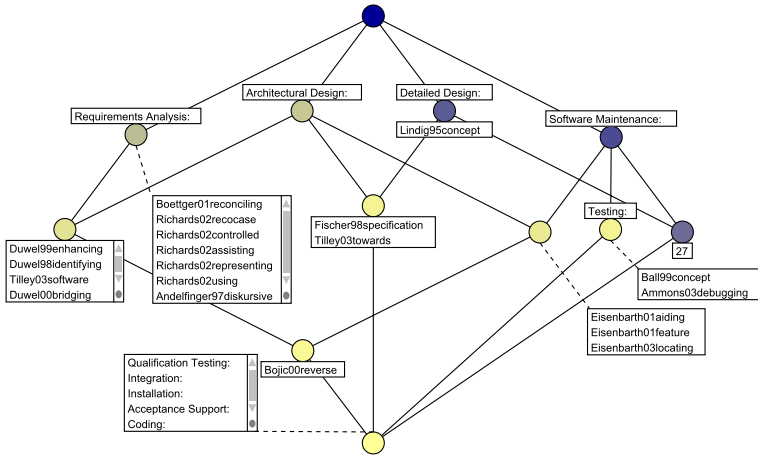 Architectural Design:
Detailed Design:
Requirements Analysis:
Software Maintenance:
Lindig95concept
Boettger01reconciling
Richards02recocase
Richards02controlled
Richards02assisting
Richards02representing
Richards02using
Andelfinger97diskursive
Testing:
Fischer98specification
Tilley03towards
Duwel99enhancing
Duwel98identifying
Tilley03software
Duwel00bridging
27
Ball99concept
Ammons03debugging
Eisenbarth01aiding
Eisenbarth01feature
Eisenbarth03locating
Qualification Testing:
Integration:
Installation:
Acceptance Support:
Coding:
Bojic00reverse